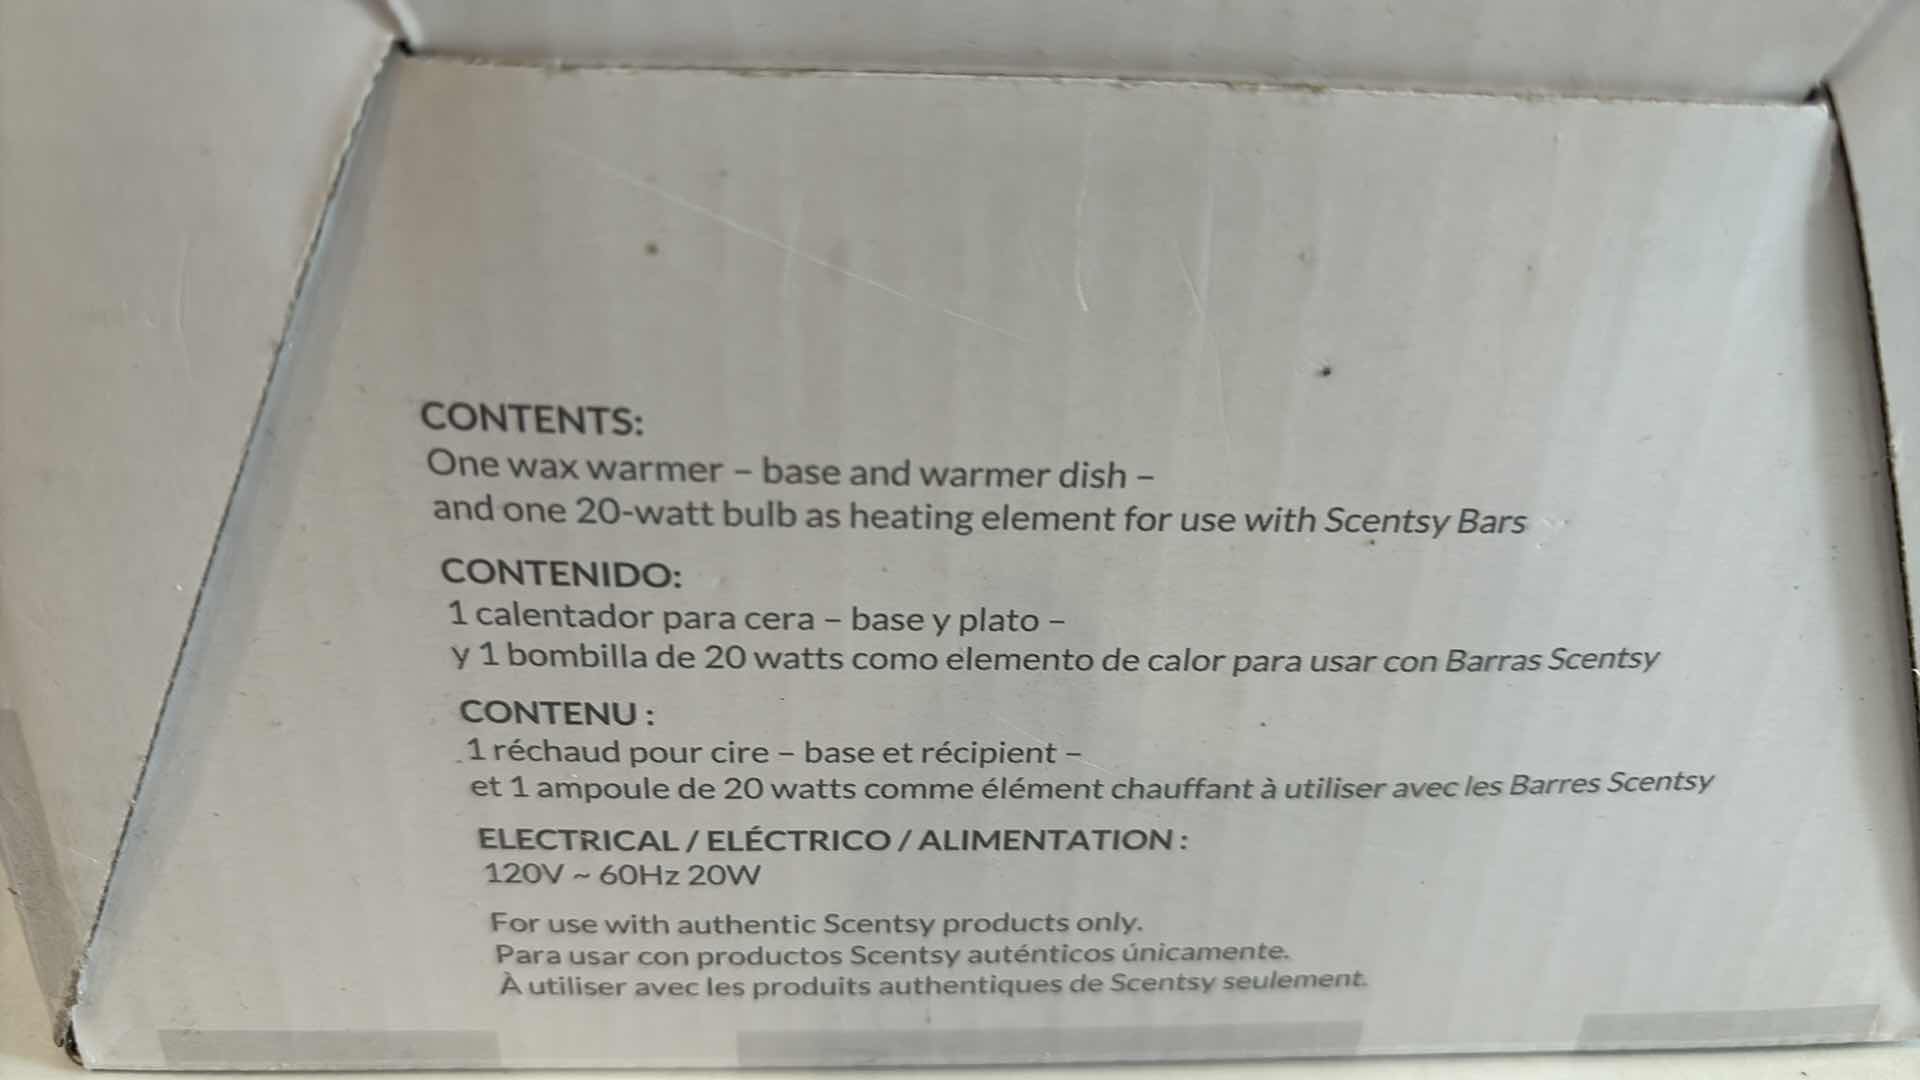 CONTENTS:
One wax warmer – base and warmer dish –
and one 20-watt bulb as heating element for use with Scentsy Bars
CONTENIDO:
1 calentador para cera – base y plato –
y 1 bombilla de 20 watts como elemento de calor para usar con Barras Scentsy
CONTENU :
1 réchaud pour cire – base et récipient –
et 1 ampoule de 20 watts comme élément chauffant à utiliser avec les Barres Scentsy
ELECTRICAL / ELÉCTRICO / ALIMENTATION :
120V ~ 60Hz 20W
For use with authentic Scentsy products only.
Para usar con productos Scentsy auténticos únicamente.
À utiliser avec les produits authentiques de Scentsy seulement.